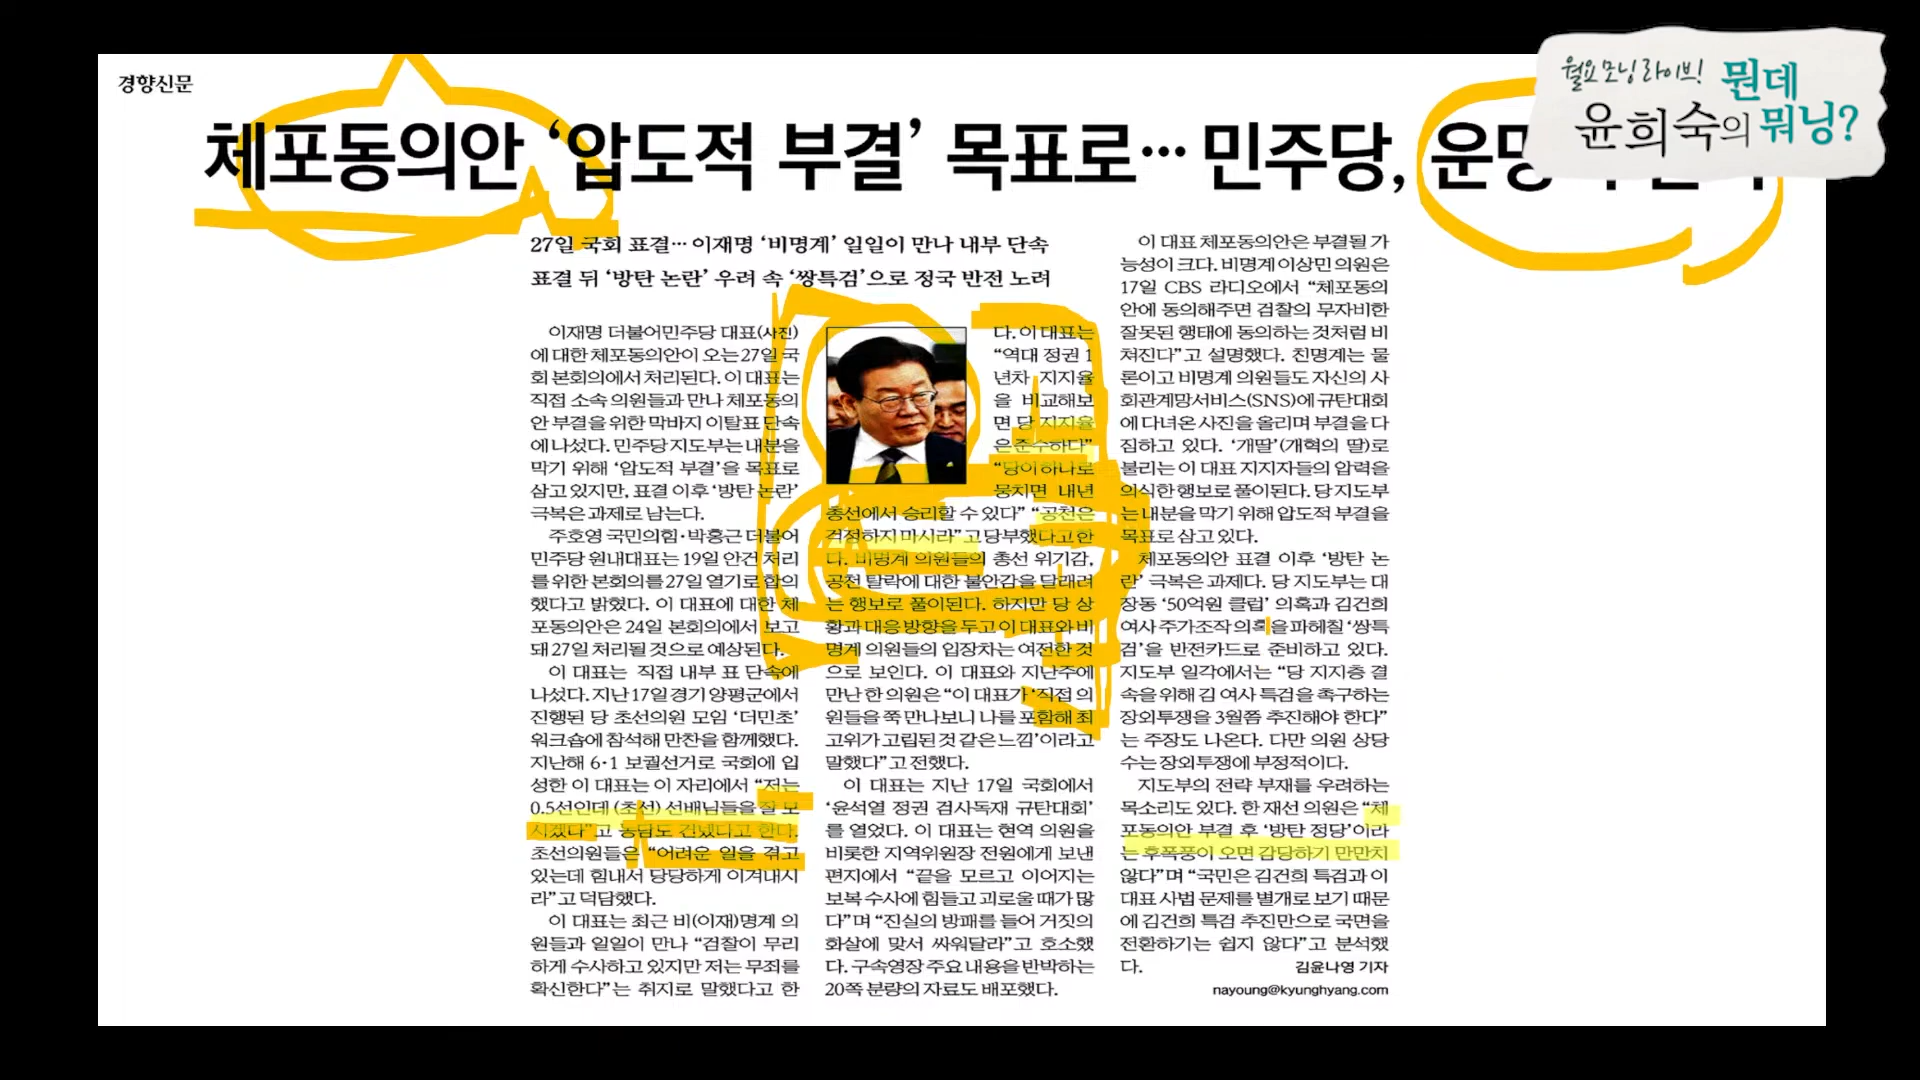 경향신문
월요 모닝 라이브! 뭔데
윤희숙의 뭐닝?
체포동의안 ‘압도적 부결’ 목표로… 민주당,
27일 국회 표결… 이재명 ‘비명계’ 일일이 만나 내부 단속
표결 뒤 ‘방탄 논란’ 우려 속 ‘쌍특검’으로 정국 반전 노려
이재명 더불어민주당 대표(사진)
에 대한 체포동의안이 오는 27일 국
회 본회의에서 처리된다. 이 대표는
직접 소속 의원들과 만나 체포동의
안 부결을 위한 막바지 이탈표 단속
에 나섰다. 민주당 지도부는 내분을
막기 위해 ‘압도적 부결’을 목표로
삼고 있지만, 표결 이후 ‘방탄 논란’
극복은 과제로 남는다.
주호영 국민의힘·박홍근 더불어
민주당 원내대표는 19일 안건 처리
를 위한 본회의를 27일 열기로 합의
했다고 밝혔다. 이 대표에 대한 체
포동의안은 24일 본회의에서 보고
돼 27일 처리될 것으로 예상된다.
이 대표는 직접 내부 표 단속에
나섰다. 지난 17일 경기 양평군에서
진행된 당 초선의원 모임 ‘더민초’
워크숍에 참석해 만찬을 함께했다.
지난해 6·1 보궐선거로 국회에 입
성한 이 대표는 이 자리에서 “저는
0.5선인데 (초선) 선배님들을 잘 모
시겠다”고 농담도 건넸다고 한다.
초선의원들은 “어려운 일을 겪고
있는데 힘내서 당당하게 이겨내시
라”고 덕담했다.
이 대표는 최근 비(이재)명계 의
원들과 일일이 만나 “검찰이 무리
하게 수사하고 있지만 저는 무죄를
확신한다”는 취지로 말했다고 한
다. 이 대표는
“역대 정권 1
년차 지지율
을 비교해보
면 당 지지율
은 준수하다”
“당이 하나로
뭉치면 내년
총선에서 승리할 수 있다” “공천은
걱정하지 마시라”고 당부했다고 한
다. 비명계 의원들의 총선 위기감,
공천 탈락에 대한 불안감을 달래려
는 행보로 풀이된다. 하지만 당 상
황과 대응 방향을 두고 이 대표와 비
명계 의원들의 입장차는 여전한 것
으로 보인다. 이 대표와 지난주에
만난 한 의원은 “이 대표가 ‘직접 의
원들을 쭉 만나보니 나를 포함해 최
고위가 고립된 것 같은 느낌’이라고
말했다”고 전했다.
이 대표는 지난 17일 국회에서
‘윤석열 정권 검사독재 규탄대회’
를 열었다. 이 대표는 현역 의원을
비롯한 지역위원장 전원에게 보낸
편지에서 “끝을 모르고 이어지는
보복 수사에 힘들고 괴로울 때가 많
다”며 “진실의 방패를 들어 거짓의
화살에 맞서 싸워달라”고 호소했
다. 구속영장 주요 내용을 반박하는
20쪽 분량의 자료도 배포했다.
이 대표 체포동의안은 부결될 가
능성이 크다. 비명계 이상민 의원은
17일 CBS 라디오에서 “체포동의
안에 동의해주면 검찰의 무자비한
잘못된 행태에 동의하는 것처럼 비
쳐진다”고 설명했다. 친명계는 물
론이고 비명계 의원들도 자신의 사
회관계망서비스(SNS)에 규탄대회
에 다녀온 사진을 올리며 부결을 다
짐하고 있다. ‘개딸’(개혁의 딸)로
불리는 이 대표 지지자들의 압력을
의식한 행보로 풀이된다. 당 지도부
는 내분을 막기 위해 압도적 부결을
목표로 삼고 있다.
체포동의안 표결 이후 ‘방탄 논
란’ 극복은 과제다. 당 지도부는 대
장동 ‘50억원 클럽’ 의혹과 김건희
여사 주가조작 의혹을 파헤칠 ‘쌍특
검’을 반전카드로 준비하고 있다.
지도부 일각에서는 “당 지지층 결
속을 위해 김 여사 특검을 촉구하는
장외투쟁을 3월쯤 추진해야 한다”
는 주장도 나온다. 다만 의원 상당
수는 장외투쟁에 부정적이다.
지도부의 전략 부재를 우려하는
목소리도 있다. 한 재선 의원은 “체
포동의안 부결 후 ‘방탄 정당’이라
는 후폭풍이 오면 감당하기 만만치
않다”며 “국민은 김건희 특검과 이
대표 사법 문제를 별개로 보기 때문
에 김건희 특검 추진만으로 국면을
전환하기는 쉽지 않다”고 분석했
다.
김윤나영 기자
nayoung@kyunghyang.com